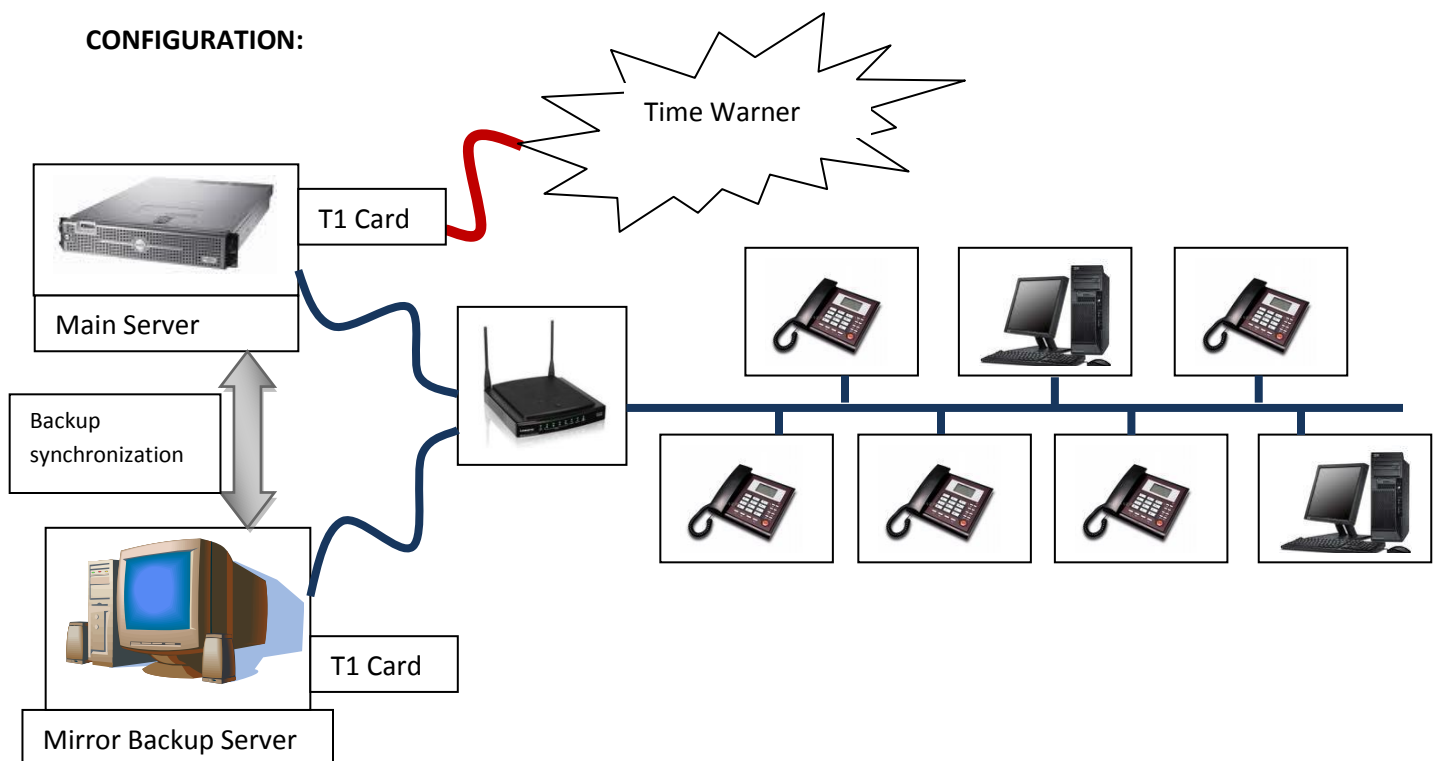 CONFIGURATION:
Time Warner
T1 Card
Main Server
Backup
synchronization
T1 Card
Mirror Backup Server